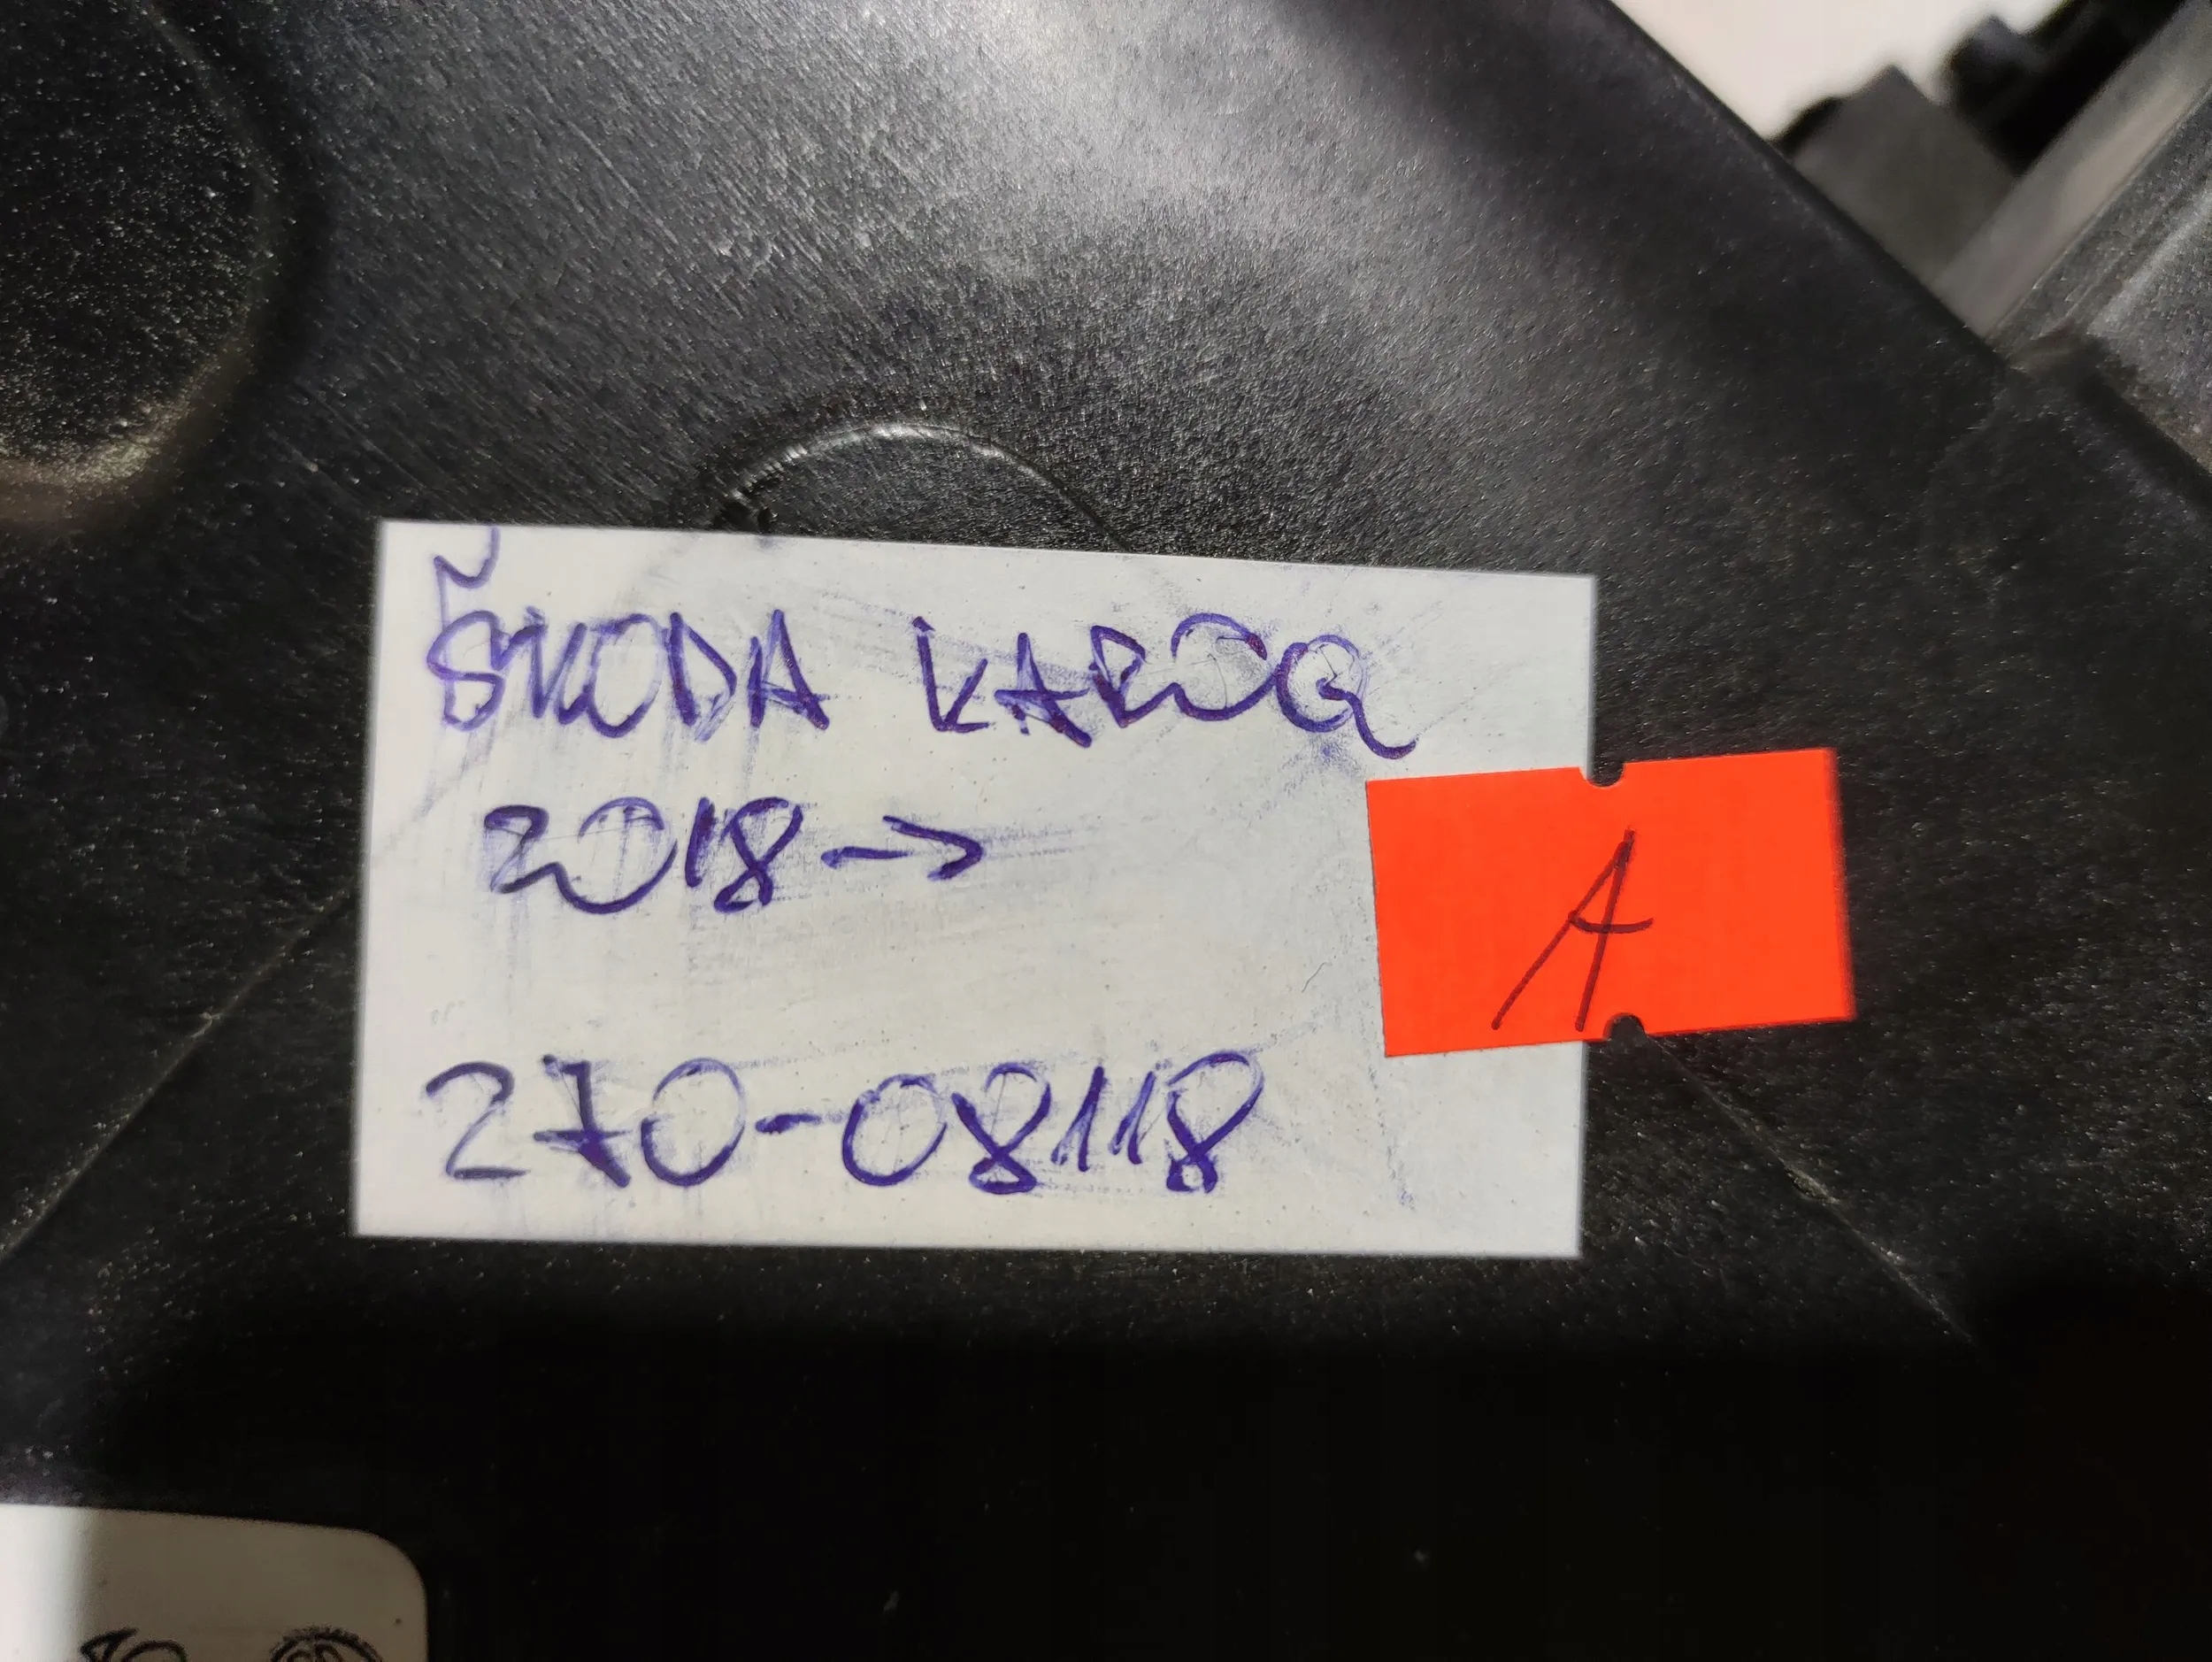 ŠKODA KAROQ
2018->
A
270-08118